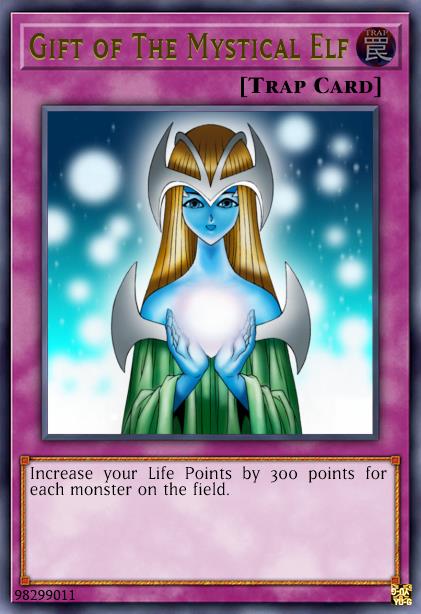 Gift of The Mystical Elf
TRAP
罠
[Trap Card]
Increase your Life Points by 300 points for
each monster on the field.
98299011